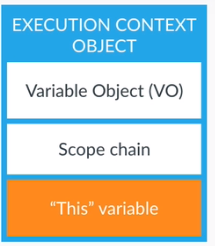 EXECUTION CONTEXT
OBJECT
Variable Object (VO)
Scope chain
“This” variable